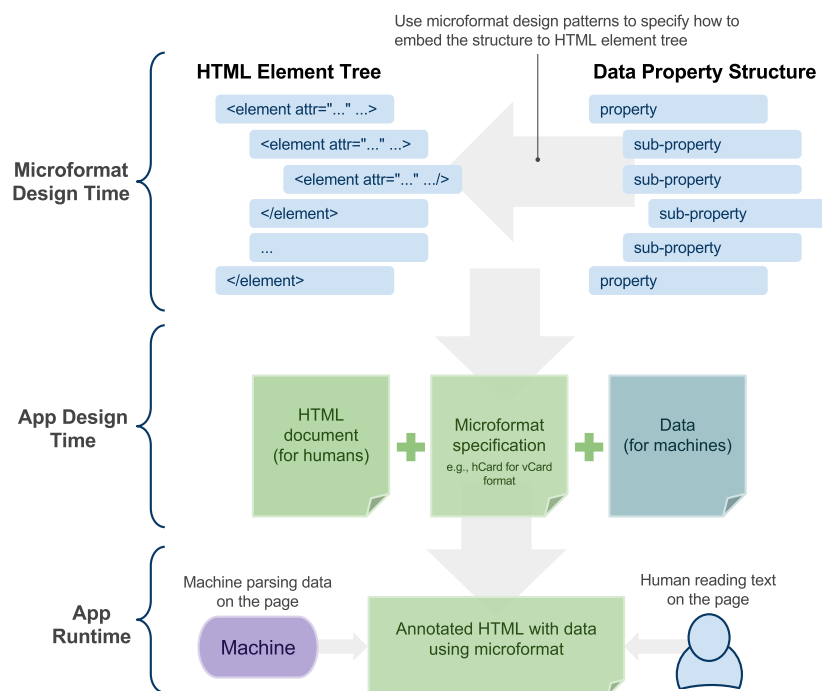 Use microformat design patterns to specify how to
embed the structure to HTML element tree
HTML Element Tree
Data Property Structure
<element attr="..." ...>
<element attr="..." ...>
<element attr="..." .../>
</element>
...
</element>
property
sub-property
sub-property
sub-property
sub-property
property
Microformat
Design Time
App Design
Time
HTML
document
(for humans)
Microformat
specification
e.g., hCard for vCard
format
Data
(for machines)
App
Runtime
Machine parsing data
on the page
Machine
Annotated HTML with data
using microformat
Human reading text
on the page